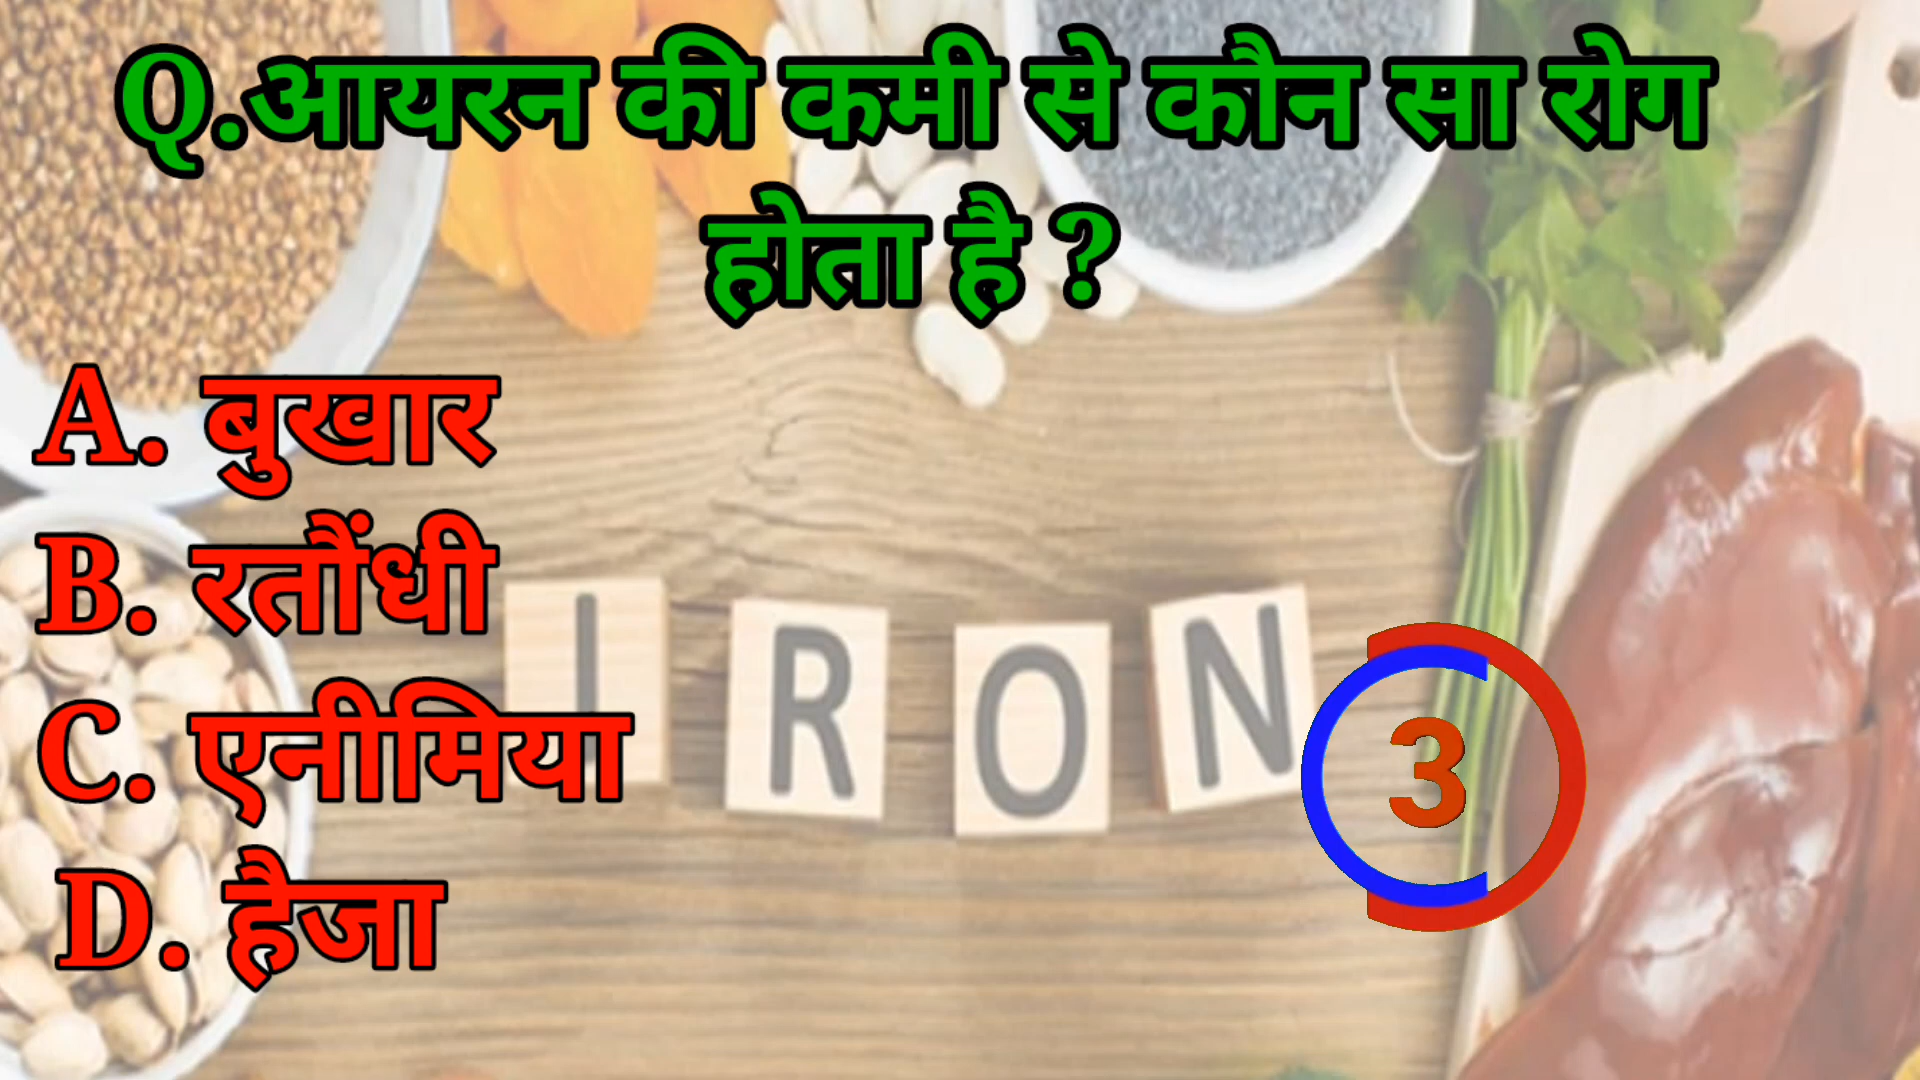 Q.आयरन की कमी से कौन सा रोग
होता है ?
A. बुखार
B. रतौंधी
C. एनीमिया
D. हैजा
IRON
3